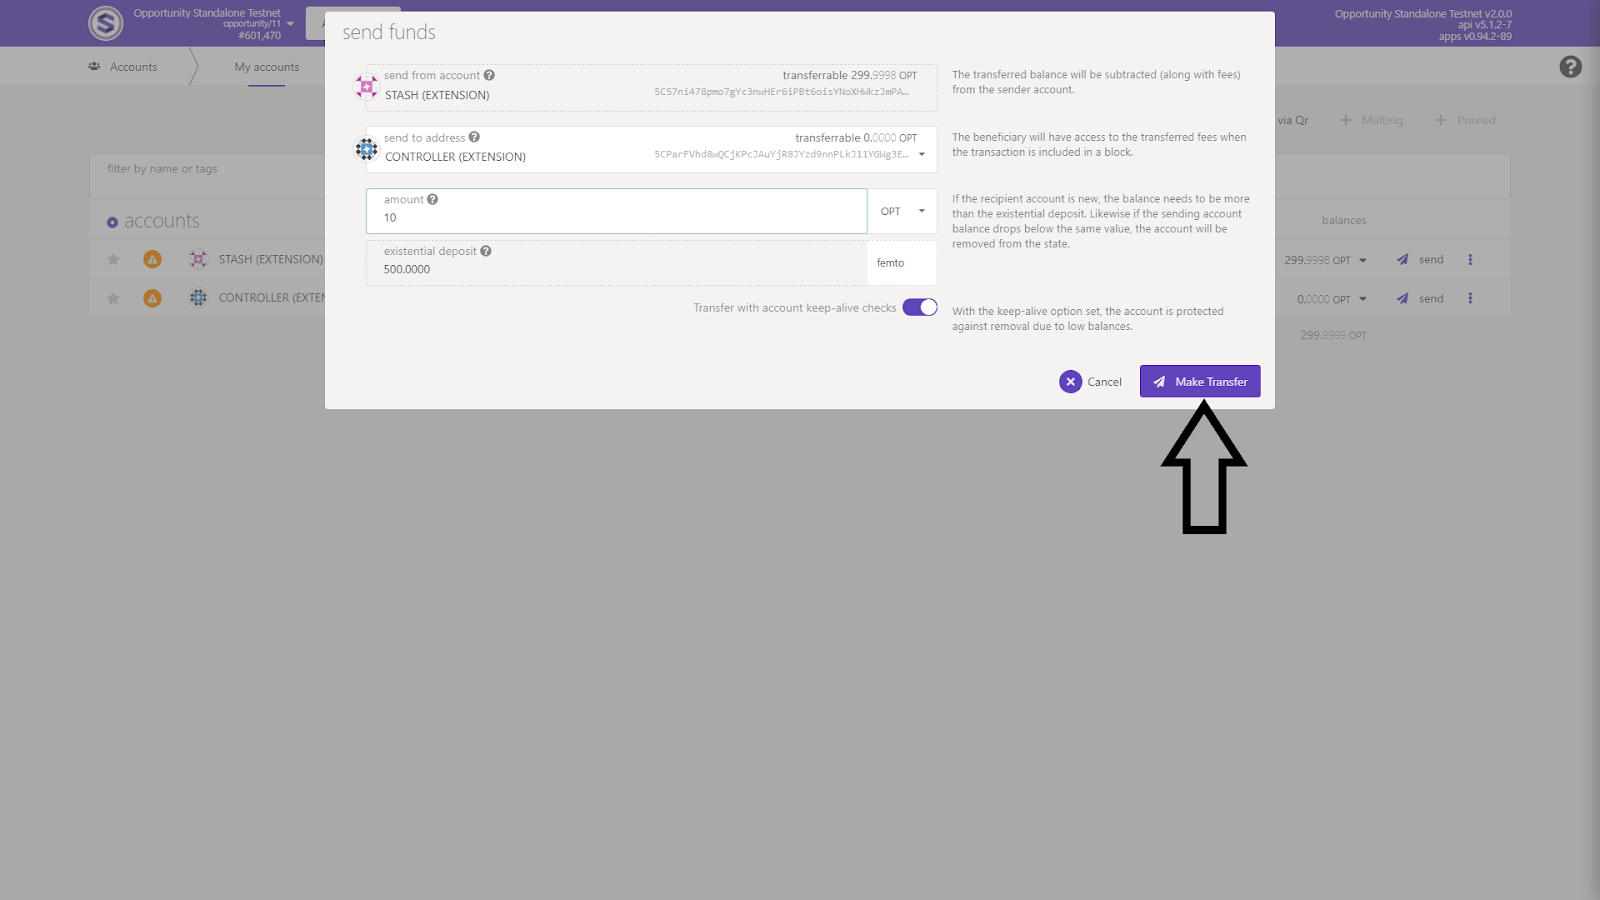 Opportunity Standalone Testnet
opportunity/11
#601,470
Opportunity Standalone Testnet v2.0.0
api v5.1.2-7
apps v0.94.2-89
Accounts
My accounts
via Qr
Multisig
Proxied
filter by name or tags
accounts
balances
STASH (EXTENSION)
299.9998 OPT
send
CONTROLLER (EXTEN
0.0000 OPT
send
299.9999 OPT
send funds
send from account
transferrable 299.9998 OPT
STASH (EXTENSION)
5C57ni478pmo7gYc3nwHEr6iPBt6oisYNoXHWkzJmPA...
The transferred balance will be subtracted (along with fees)
from the sender account.
send to address
transferrable 0.0000 OPT
CONTROLLER (EXTENSION)
5CParFVhd8wQCjKPcJAuYjR8JYzd9nnPLkJ11YGWg3E...
The beneficiary will have access to the transferred fees when
the transaction is included in a block.
amount
10
OPT
If the recipient account is new, the balance needs to be more
than the existential deposit. Likewise if the sending account
balance drops below the same value, the account will be
removed from the state.
existential deposit
500.0000
femto
Transfer with account keep-alive checks
With the keep-alive option set, the account is protected
against removal due to low balances.
Cancel
Make Transfer